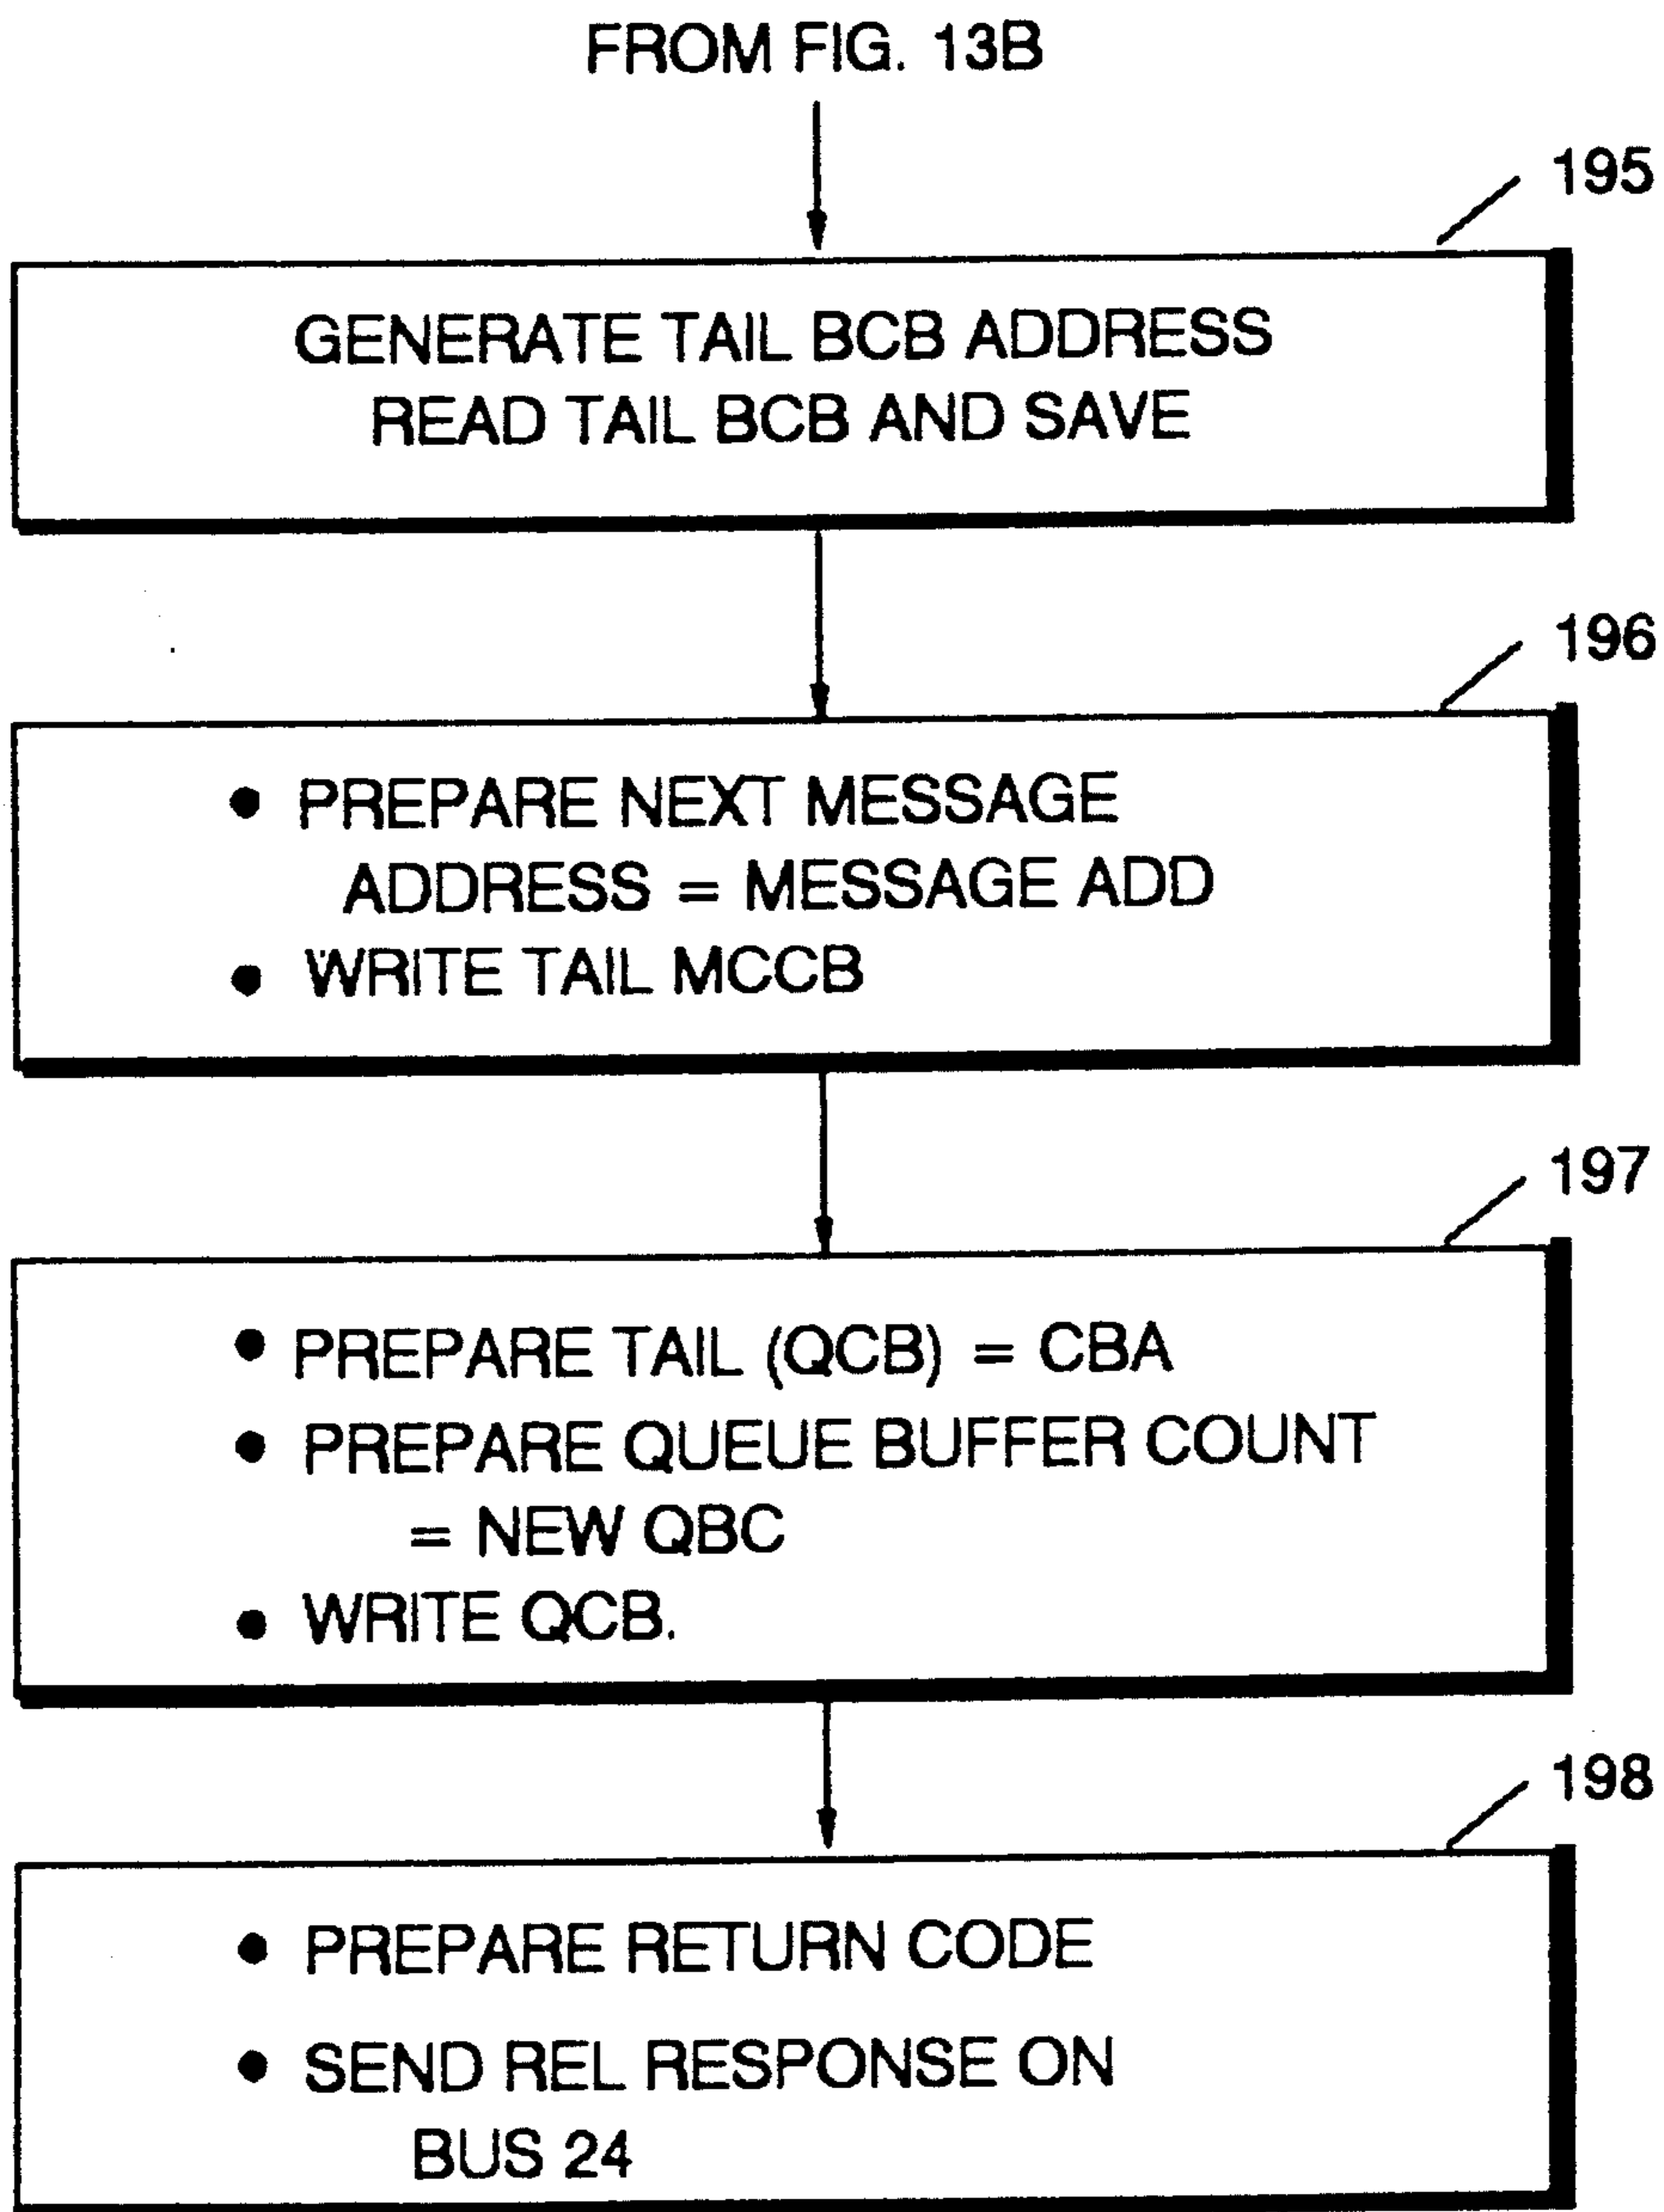 FROM FIG. 13B
195
GENERATE TAIL BCB ADDRESS
READ TAIL BCB AND SAVE
196
● PREPARE NEXT MESSAGE
ADDRESS = MESSAGE ADD
● WRITE TAIL MCCB
197
● PREPARE TAIL (QCB) = CBA
● PREPARE QUEUE BUFFER COUNT
= NEW QBC
● WRITE QCB.
198
● PREPARE RETURN CODE
● SEND REL RESPONSE ON
BUS 24